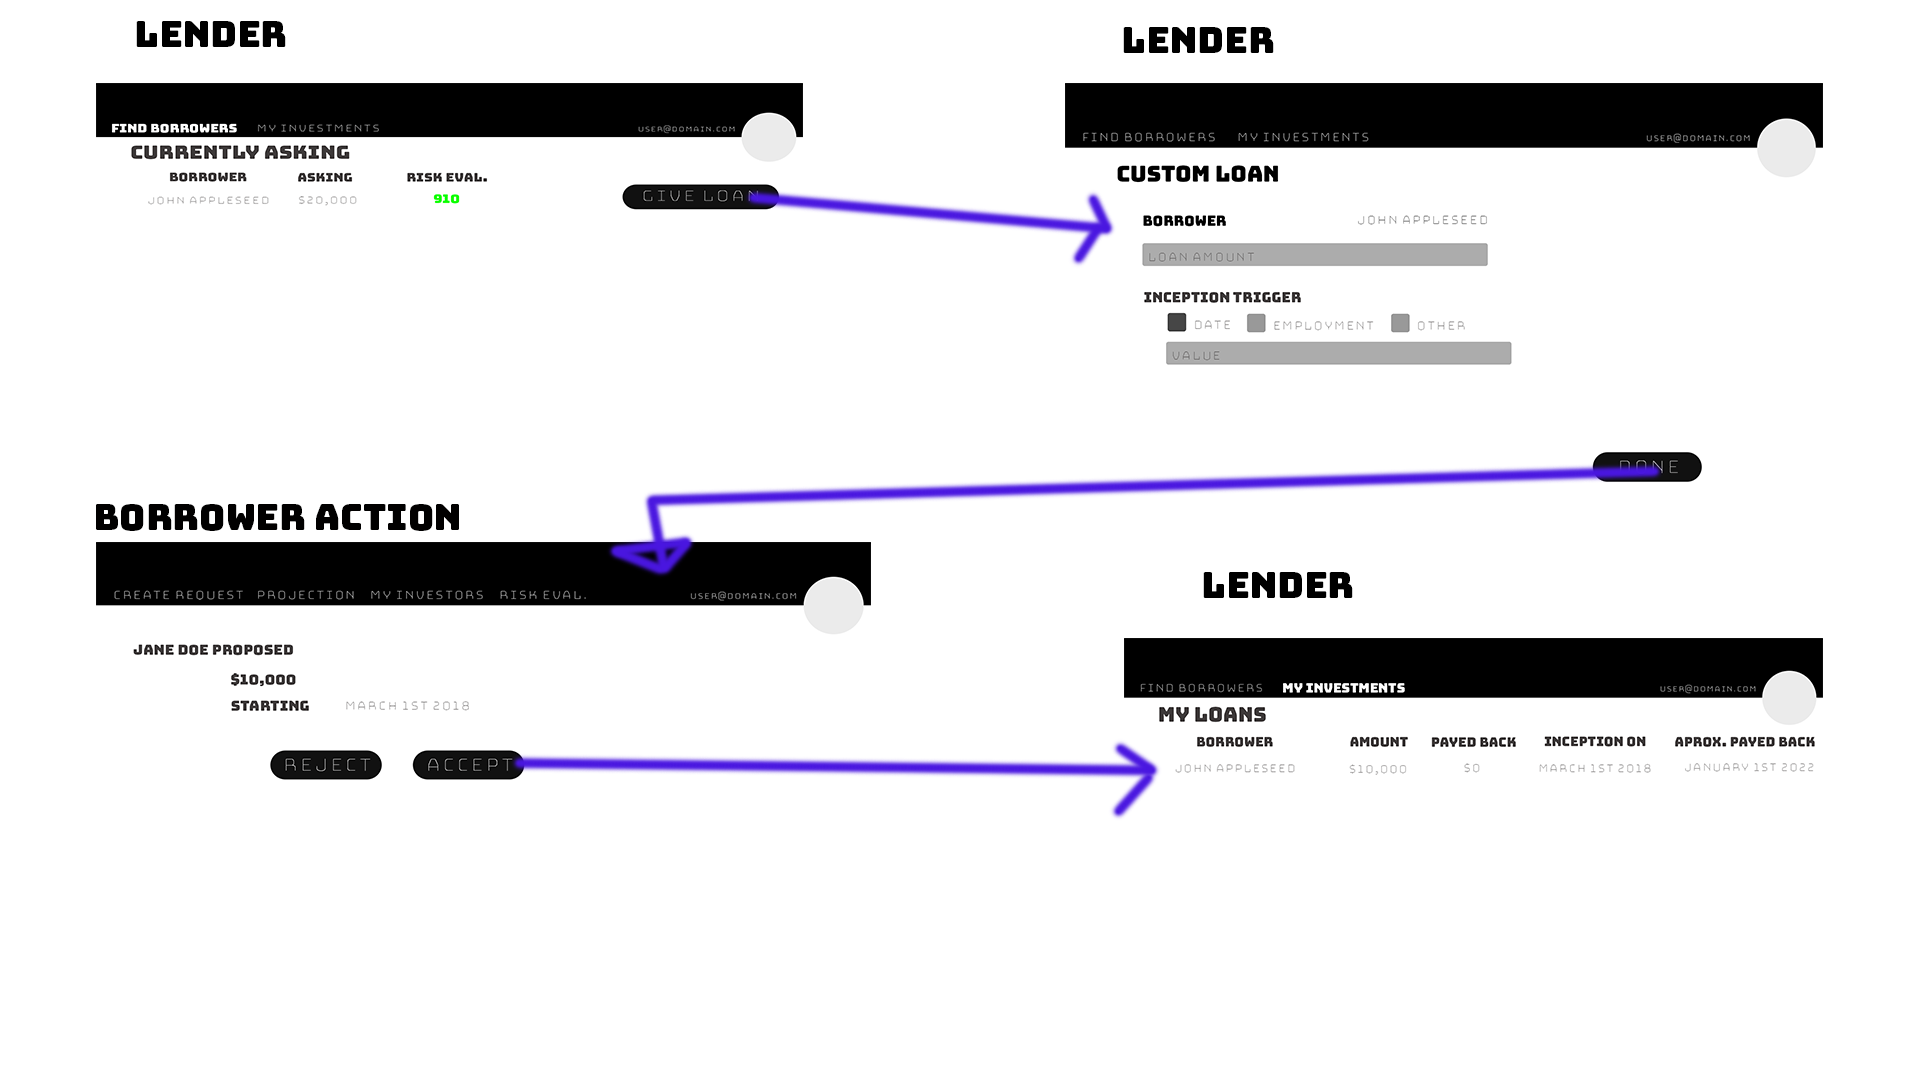 LENDER
FIND BORROWERS MY INVESTMENTS USER@DOMAIN.COM
CURRENTLY ASKING
BORROWER ASKING RISK EVAL.
JOHN APPLESEED $20,000 910
GIVE LOAN
LENDER
FIND BORROWERS MY INVESTMENTS USER@DOMAIN.COM
CUSTOM LOAN
BORROWER JOHN APPLESEED
LOAN AMOUNT
INCEPTION TRIGGER
DATE EMPLOYMENT OTHER
VALUE
DONE
BORROWER ACTION
CREATE REQUEST PROJECTION MY INVESTORS RISK EVAL. USER@DOMAIN.COM
JANE DOE PROPOSED
$10,000
STARTING MARCH 1ST 2018
REJECT ACCEPT
LENDER
FIND BORROWERS MY INVESTMENTS USER@DOMAIN.COM
MY LOANS
BORROWER AMOUNT PAYED BACK INCEPTION ON APROX. PAYED BACK
JOHN APPLESEED $10,000 $0 MARCH 1ST 2018 JANUARY 1ST 2022